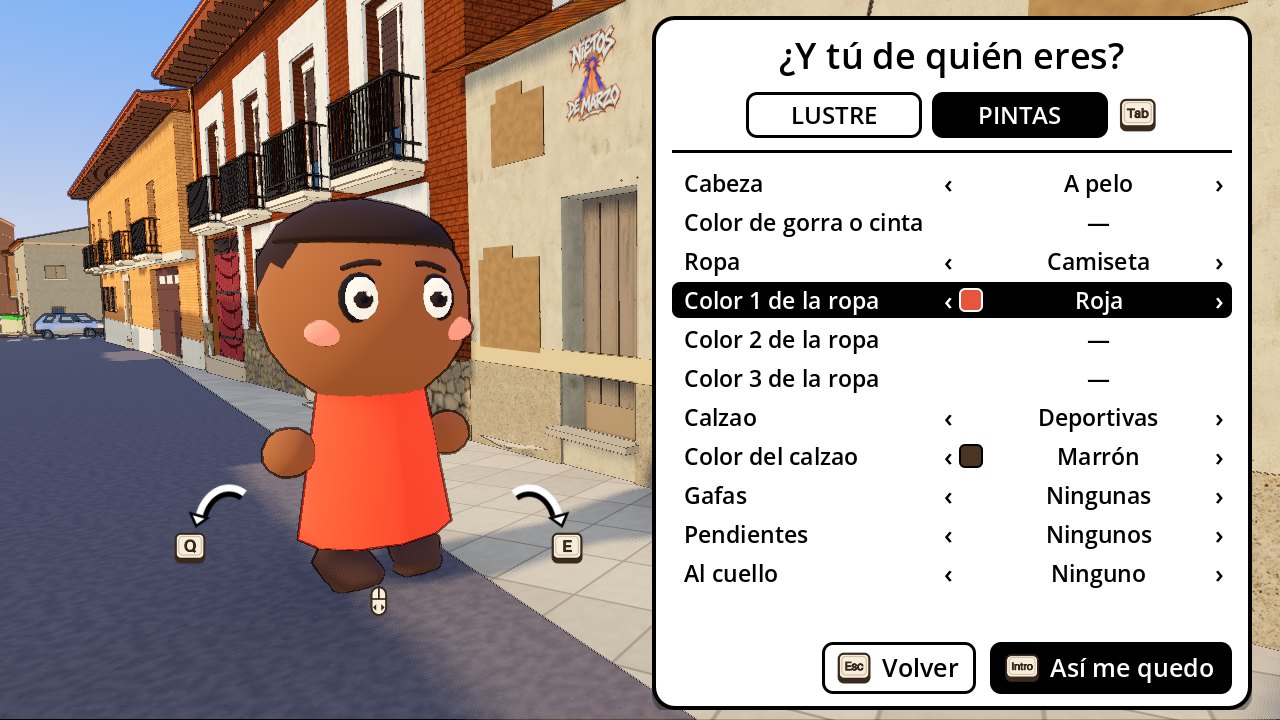 NIETOS
DE MARZO
¿Y tú de quién eres?
LUSTRE PINTAS Tab
Cabeza ‹ A pelo ›
Color de gorra o cinta —
Ropa ‹ Camiseta ›
Color 1 de la ropa ‹ Roja ›
Color 2 de la ropa —
Color 3 de la ropa —
Calzao ‹ Deportivas ›
Color del calzao ‹ Marrón ›
Gafas ‹ Ningunas ›
Pendientes ‹ Ningunos ›
Al cuello ‹ Ninguno ›
Q
E
Esc Volver Intro Así me quedo